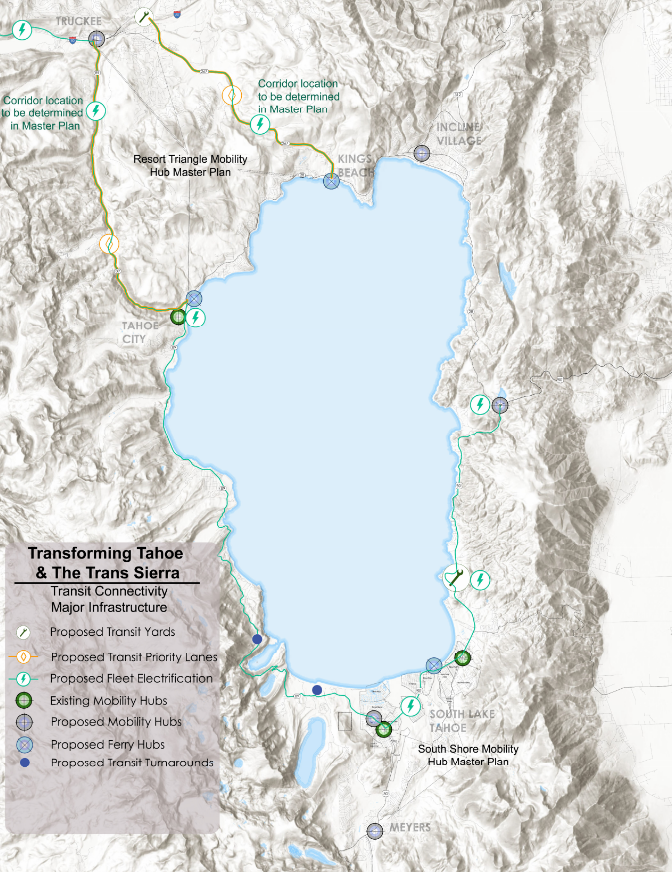 TRUCKEE
Corridor location
to be determined
in Master Plan
Corridor location
to be determined
in Master Plan
INCLINE
VILLAGE
Resort Triangle Mobility
Hub Master Plan
KINGS
BEACH
267
TAHOE
CITY
Transforming Tahoe
& The Trans Sierra
Transit Connectivity
Major Infrastructure
Proposed Transit Yards
Proposed Transit Priority Lanes
Proposed Fleet Electrification
Existing Mobility Hubs
Proposed Mobility Hubs
Proposed Ferry Hubs
Proposed Transit Turnarounds
SOUTH LAKE
TAHOE
South Shore Mobility
Hub Master Plan
MEYERS